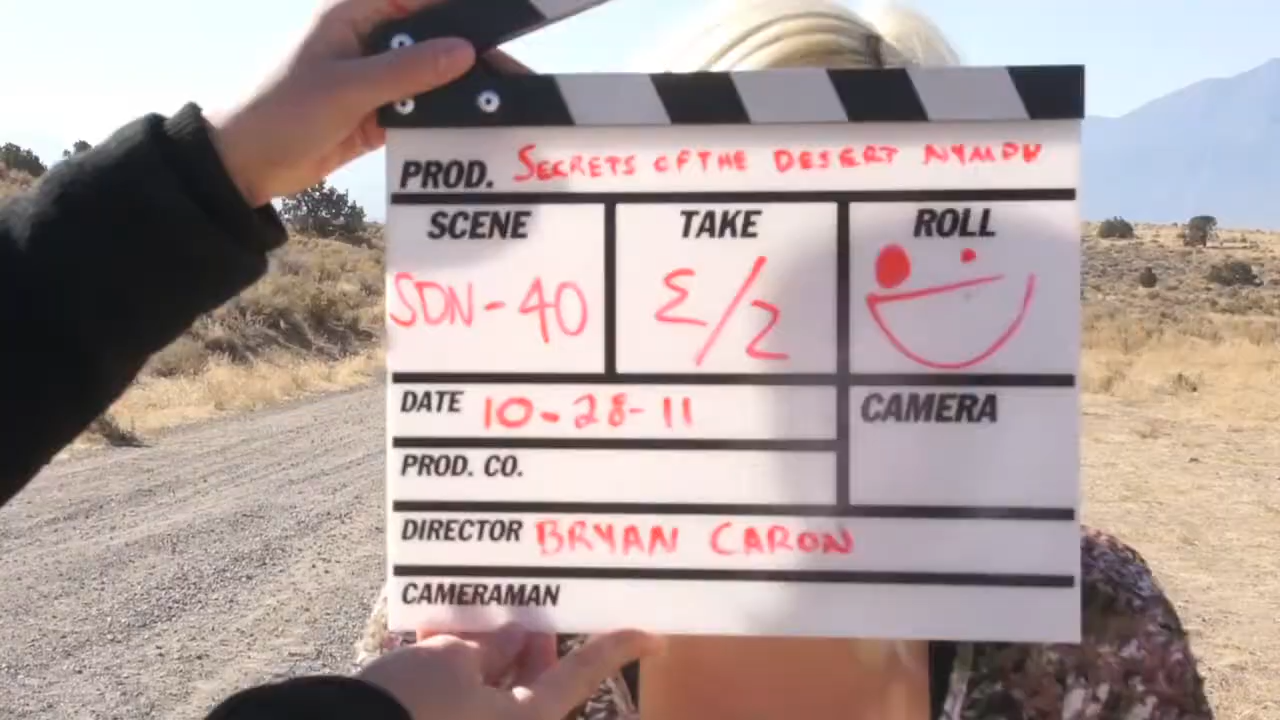 PROD. SECRETS OF THE DESERT NYMPH
SCENE TAKE ROLL
SDN-40 Σ/2
DATE 10-28-11 CAMERA
PROD. CO.
DIRECTOR BRYAN CARON
CAMERAMAN